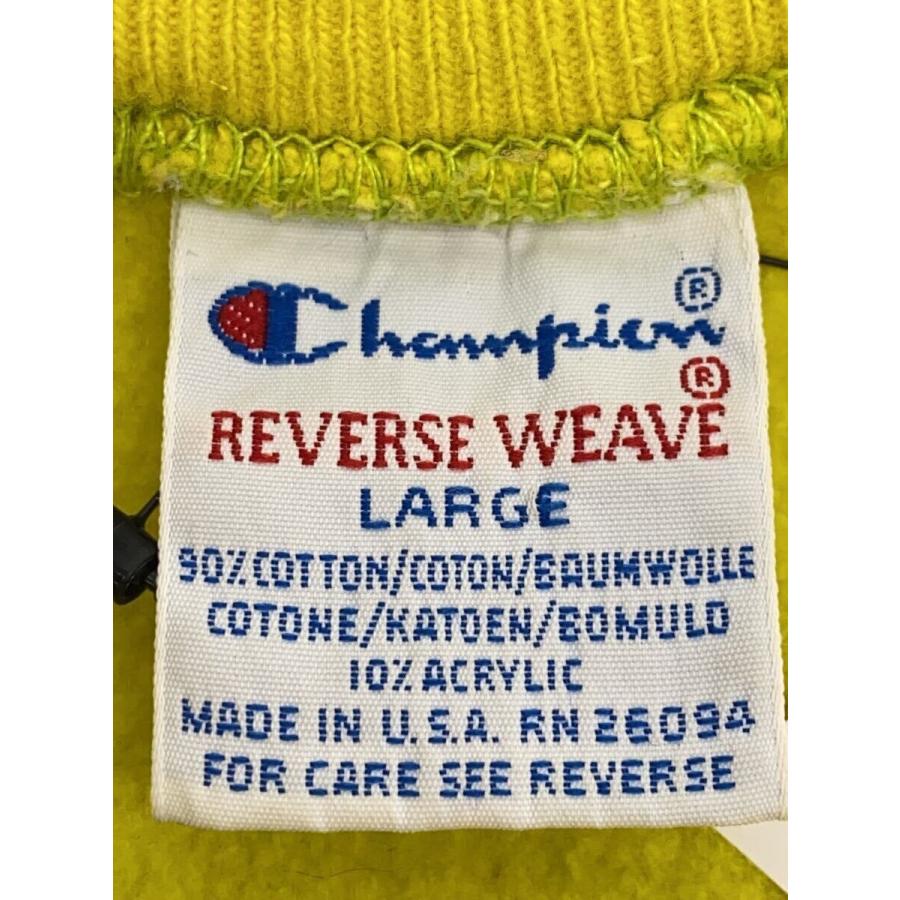 Champion®
REVERSE WEAVE®
LARGE
90% COTTON/COTON/BAUMWOLLE
COTONE/KATOEN/BOMULD
10% ACRYLIC
MADE IN U.S.A. RN 26094
FOR CARE SEE REVERSE